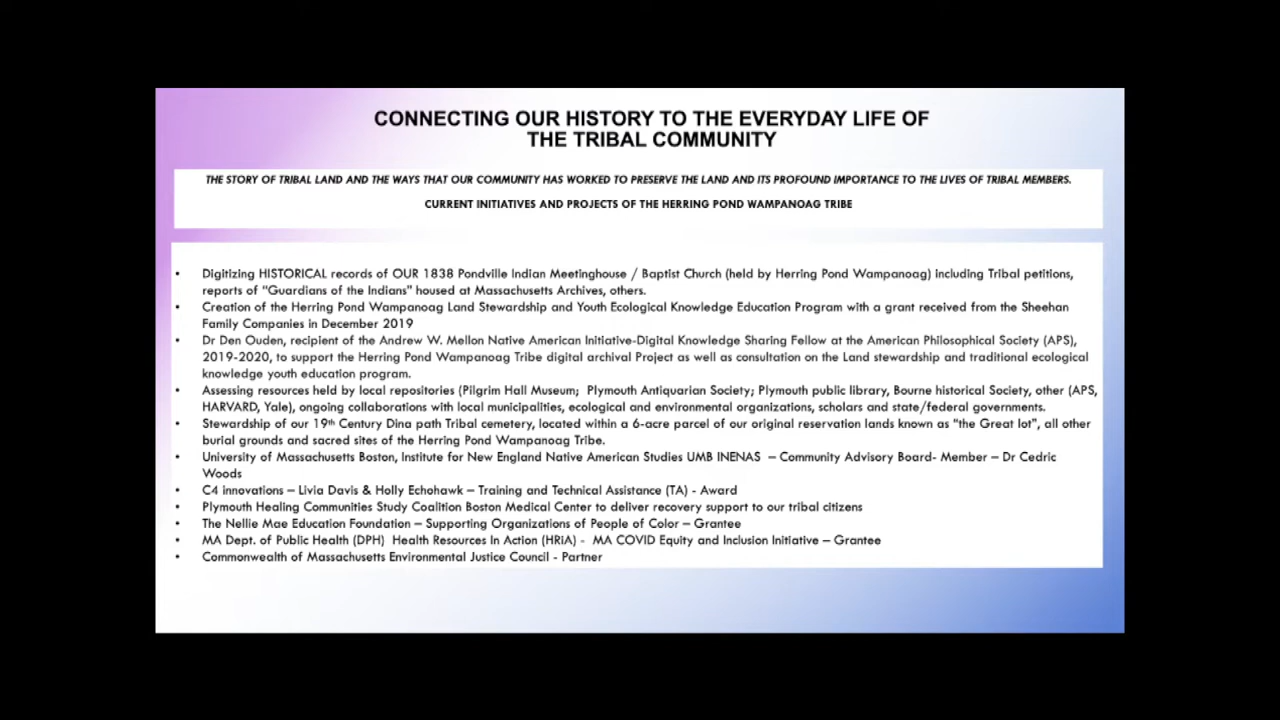 CONNECTING OUR HISTORY TO THE EVERYDAY LIFE OF
THE TRIBAL COMMUNITY
THE STORY OF TRIBAL LAND AND THE WAYS THAT OUR COMMUNITY HAS WORKED TO PRESERVE THE LAND AND ITS PROFOUND IMPORTANCE TO THE LIVES OF TRIBAL MEMBERS.
CURRENT INITIATIVES AND PROJECTS OF THE HERRING POND WAMPANOAG TRIBE
• Digitizing HISTORICAL records of OUR 1838 Pondville Indian Meetinghouse / Baptist Church (held by Herring Pond Wampanoag) including Tribal petitions,
reports of “Guardians of the Indians” housed at Massachusetts Archives, others.
• Creation of the Herring Pond Wampanoag Land Stewardship and Youth Ecological Knowledge Education Program with a grant received from the Sheehan
Family Companies in December 2019
• Dr Den Ouden, recipient of the Andrew W. Mellon Native American Initiative-Digital Knowledge Sharing Fellow at the American Philosophical Society (APS),
2019-2020, to support the Herring Pond Wampanoag Tribe digital archival Project as well as consultation on the Land stewardship and traditional ecological
knowledge youth education program.
• Assessing resources held by local repositories (Pilgrim Hall Museum; Plymouth Antiquarian Society; Plymouth public library, Bourne historical Society, other (APS,
HARVARD, Yale), ongoing collaborations with local municipalities, ecological and environmental organizations, scholars and state/federal governments.
• Stewardship of our 19th Century Dina path Tribal cemetery, located within a 6-acre parcel of our original reservation lands known as “the Great lot”, all other
burial grounds and sacred sites of the Herring Pond Wampanoag Tribe.
• University of Massachusetts Boston, Institute for New England Native American Studies UMB INENAS – Community Advisory Board- Member – Dr Cedric
Woods
• C4 innovations – Livia Davis & Holly Echohawk – Training and Technical Assistance (TA) - Award
• Plymouth Healing Communities Study Coalition Boston Medical Center to deliver recovery support to our tribal citizens
• The Nellie Mae Education Foundation – Supporting Organizations of People of Color – Grantee
• MA Dept. of Public Health (DPH) Health Resources In Action (HRiA) - MA COVID Equity and Inclusion Initiative – Grantee
• Commonwealth of Massachusetts Environmental Justice Council - Partner